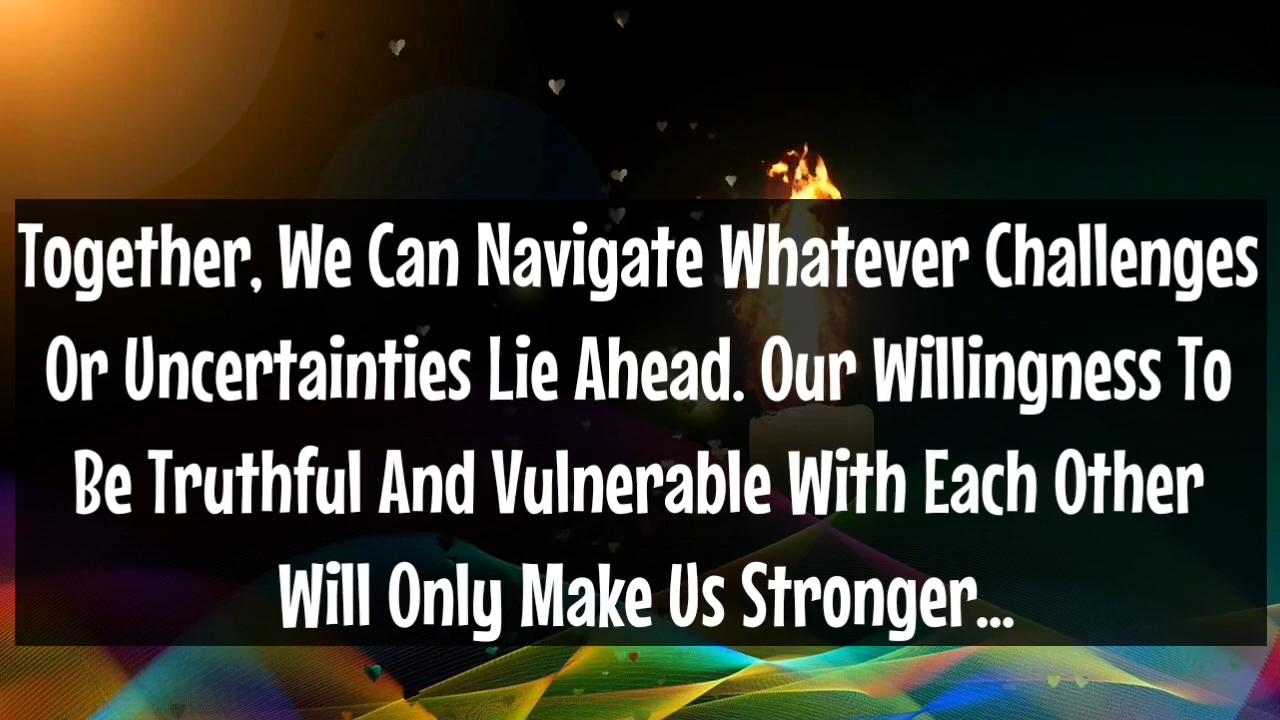 Together, We Can Navigate Whatever Challenges
Or Uncertainties Lie Ahead. Our Willingness To
Be Truthful And Vulnerable With Each Other
Will Only Make Us Stronger...